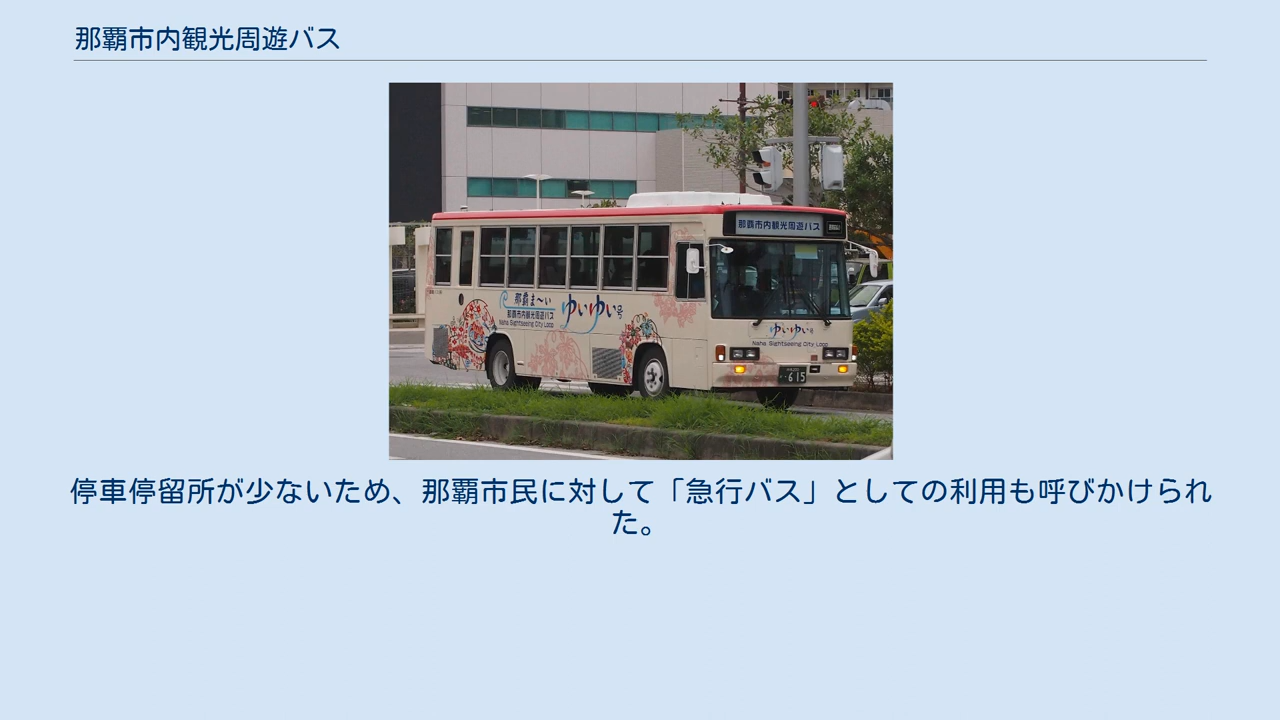 那覇市内観光周遊バス
那覇市内観光周遊バス
那覇ま〜い
那覇市内観光周遊バス
Naha Sightseeing City Loop
ゆいゆい号
ゆいゆい号
Naha Sightseeing City Loop
・615
停車停留所が少ないため、那覇市民に対して「急行バス」としての利用も呼びかけられ
た。